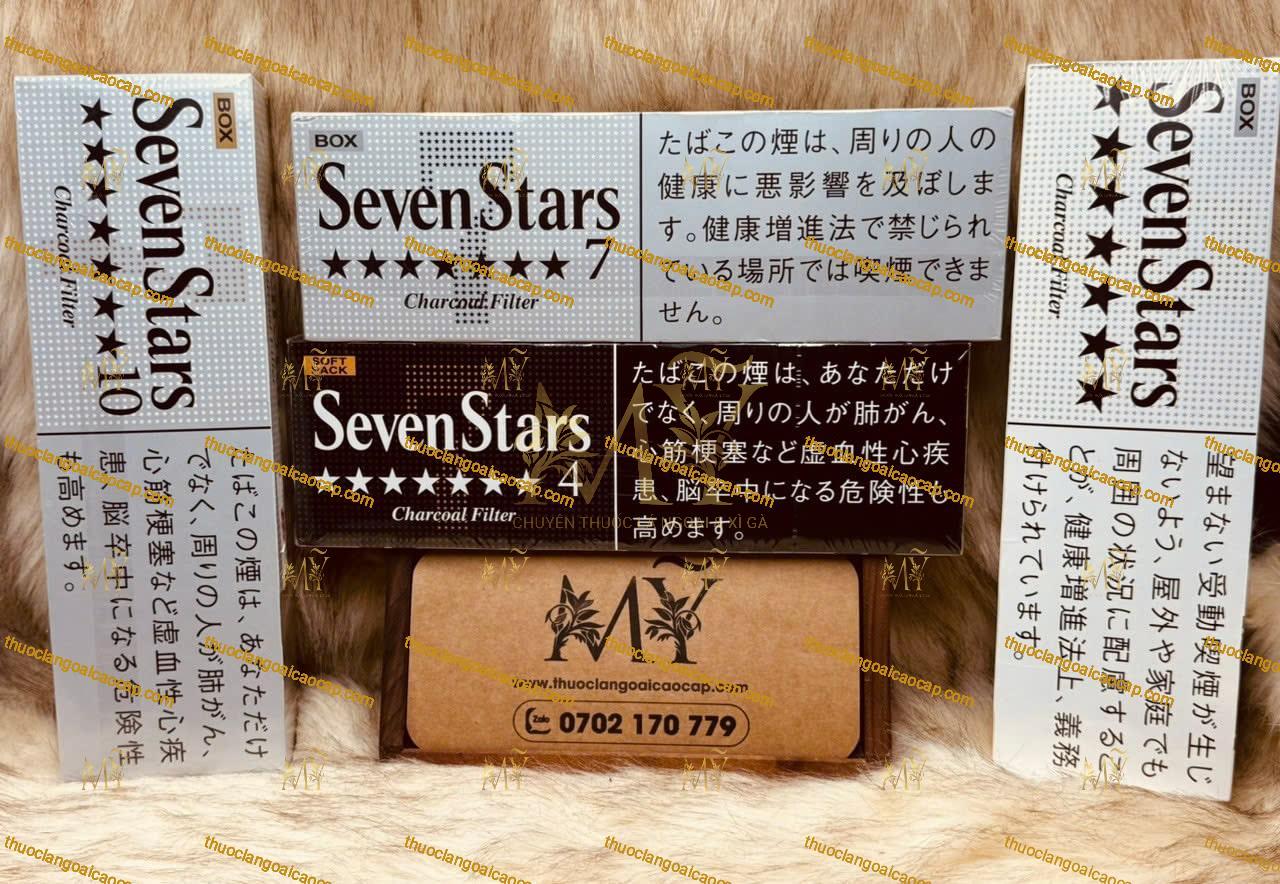 BOX
Seven Stars
★★★★★★★10
Charcoal Filter
たばこの煙は、あなただけ
でなく、周りの人が肺がん、
心筋梗塞など虚血性心疾
患、脳卒中になる危険性
も高めます。
BOX
Seven Stars
★★★★★★★ 7
Charcoal Filter
たばこの煙は、周りの人の
健康に悪影響を及ぼしま
す。健康増進法で禁じられ
ている場所では喫煙できま
せん。
SOFT
PACK
Seven Stars
★★★★★★★ 4
Charcoal Filter
たばこの煙は、あなただけ
でなく、周りの人が肺がん、
心筋梗塞など虚血性心疾
患、脳卒中になる危険性も
高めます。
BOX
Seven Stars
★★★★★★★
Charcoal Filter
望まない受動喫煙が生じ
ないよう、屋外や家庭でも
周囲の状況に配慮するこ
とが、健康増進法上、義務
付けられています。
MỸ
www.thuoclangoaicaocap.com
Zalo 0702 170 779
MỸ
CHUYÊN THUỐC LÁ NGOẠI & XÌ GÀ
thuoclangoaicaocap.com